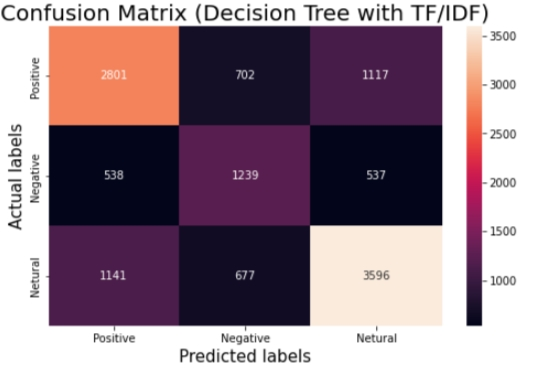 Confusion Matrix (Decision Tree with TF/IDF)
Actual labels
Positive
Negative
Netural
2801 702 1117
538 1239 537
1141 677 3596
Positive Negative Netural
Predicted labels
3500
3000
2500
2000
1500
1000